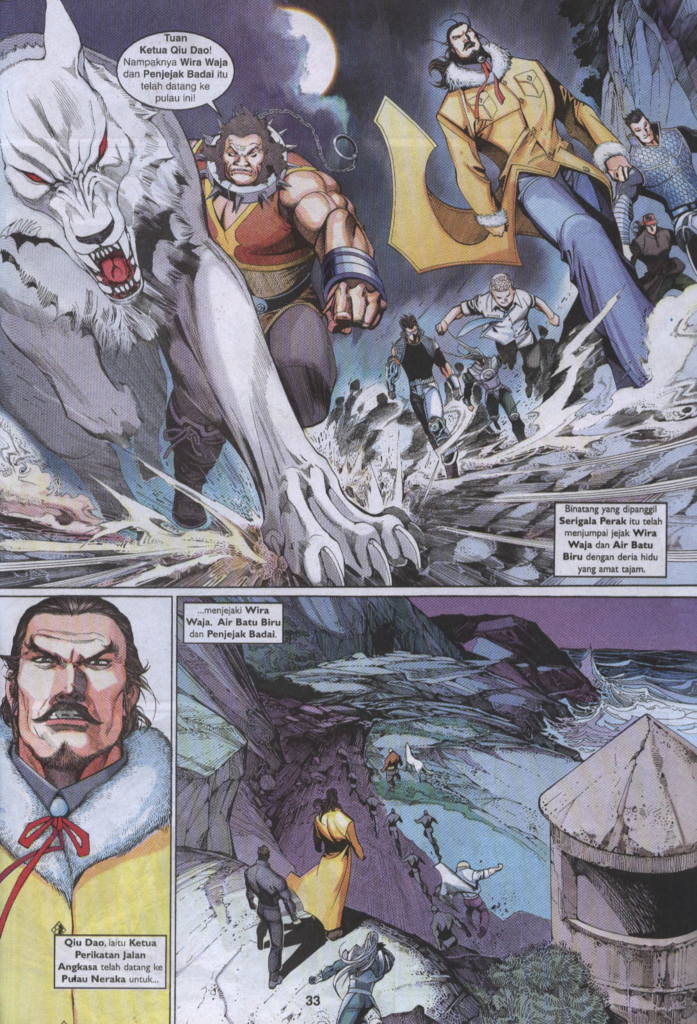 Tuan
Ketua Qiu Dao!
Nampaknya Wira Waja
dan Penjejak Badai itu
telah datang ke
pulau ini!
Binatang yang dipanggil
Serigala Perak itu telah
menjumpai jejak Wira
Waja dan Air Batu
Biru dengan deria hidu
yang amat tajam.
Qiu Dao, iaitu Ketua
Perikatan Jalan
Angkasa telah datang ke
Pulau Neraka untuk...
...menjejaki Wira
Waja, Air Batu Biru
dan Penjejak Badai.
33